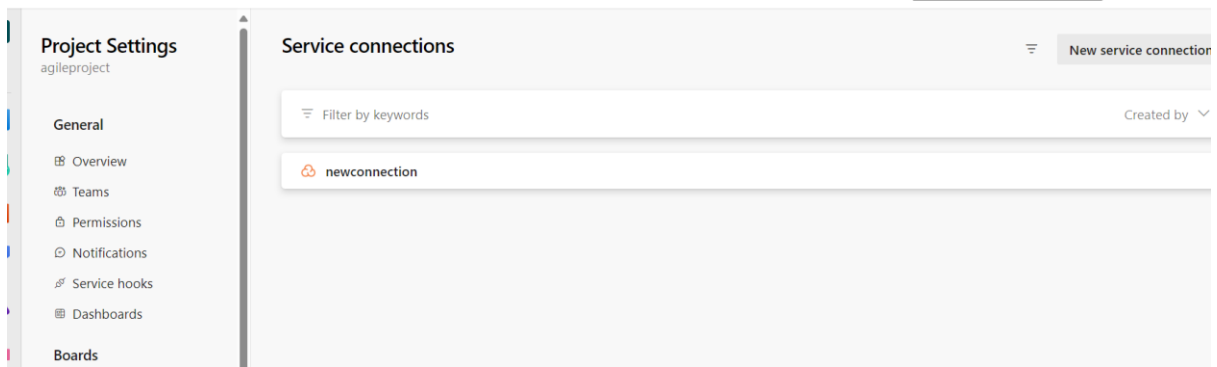 Project Settings
agileproject
General
Overview
Teams
Permissions
Notifications
Service hooks
Dashboards
Boards
Service connections
New service connection
Filter by keywords
Created by
newconnection